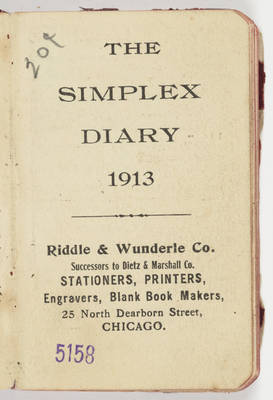 20¢
THE
SIMPLEX
DIARY
1913
Riddle & Wunderle Co.
Successors to Dietz & Marshall Co.
STATIONERS, PRINTERS,
Engravers, Blank Book Makers,
25 North Dearborn Street,
CHICAGO.
5158